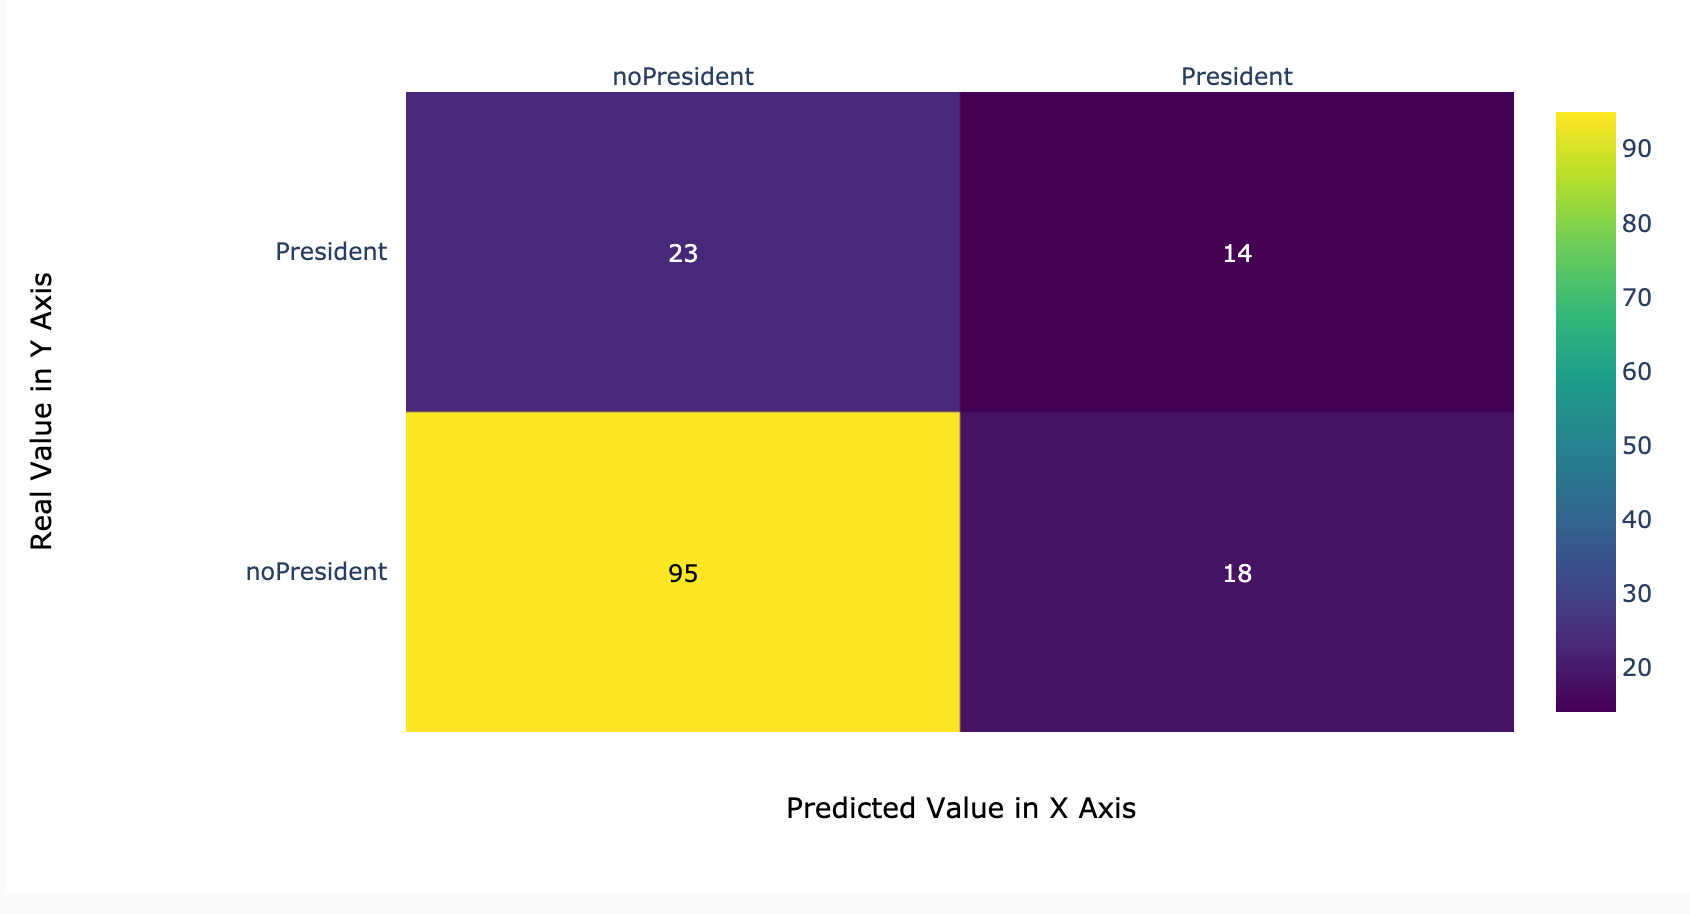 noPresident President
90
80
70
60
50
40
30
20
President 23 14
noPresident 95 18
Real Value in Y Axis
Predicted Value in X Axis